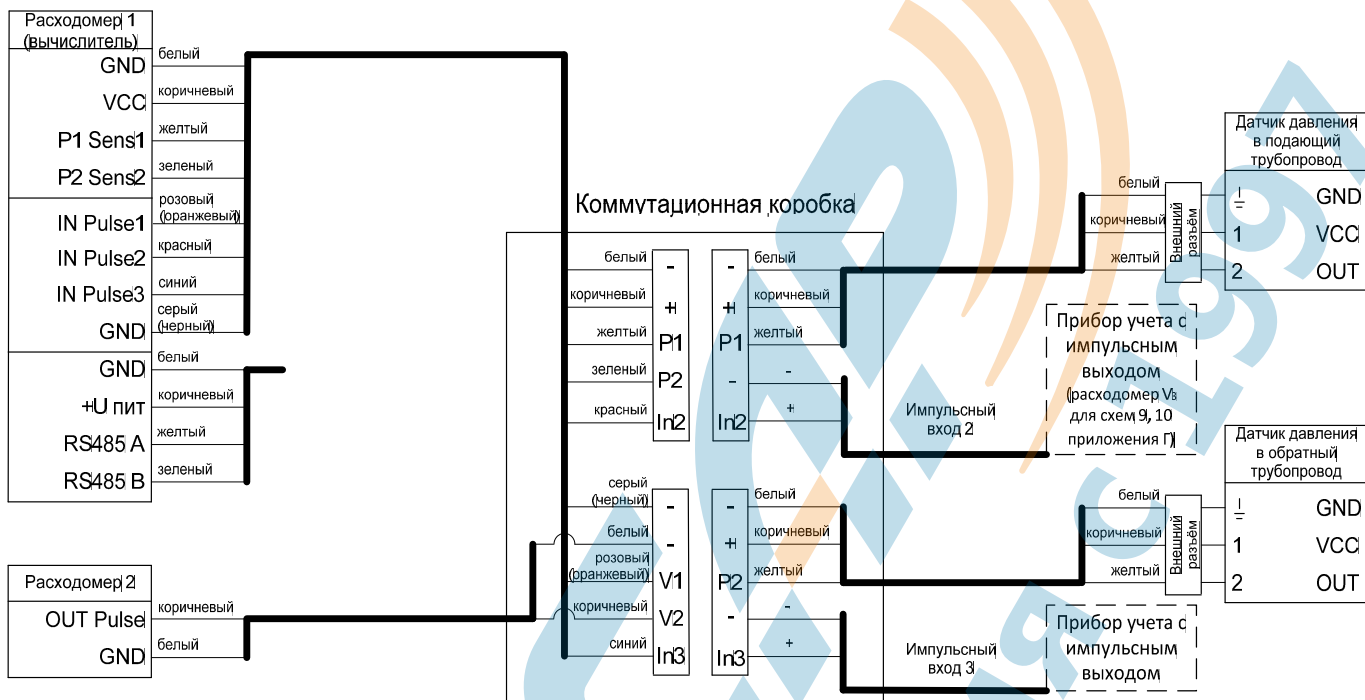 Расходомер 1
(вычислитель)
GND
белый
VCC
коричневый
P1 Sens1
желтый
P2 Sens2
зеленый
IN Pulse1
розовый
(оранжевый)
IN Pulse2
красный
IN Pulse3
синий
GND
серый
(черный)
GND
белый
+U пит
коричневый
RS485 A
желтый
RS485 B
зеленый
Расходомер 2
OUT Pulse
коричневый
GND
белый
Коммутационная коробка
белый
-
коричневый
+
желтый
P1
зеленый
P2
красный
In2
-
белый
+
коричневый
P1
желтый
-
-
In2
+
серый
(черный)
-
белый
-
розовый
(оранжевый)
V1
коричневый
V2
синий
In3
-
белый
+
коричневый
P2
желтый
-
-
In3
+
Импульсный
вход 2
Импульсный
вход 3
белый
коричневый
желтый
Внешний
разъём
Датчик давления
в подающий
трубопровод
GND
1
VCC
2
OUT
Прибор учета с
импульсным
выходом
(расходомер Vв
для схем 9, 10
приложения Г)
белый
коричневый
желтый
Внешний
разъём
Датчик давления
в обратный
трубопровод
GND
1
VCC
2
OUT
Прибор учета с
импульсным
выходом
с 1997